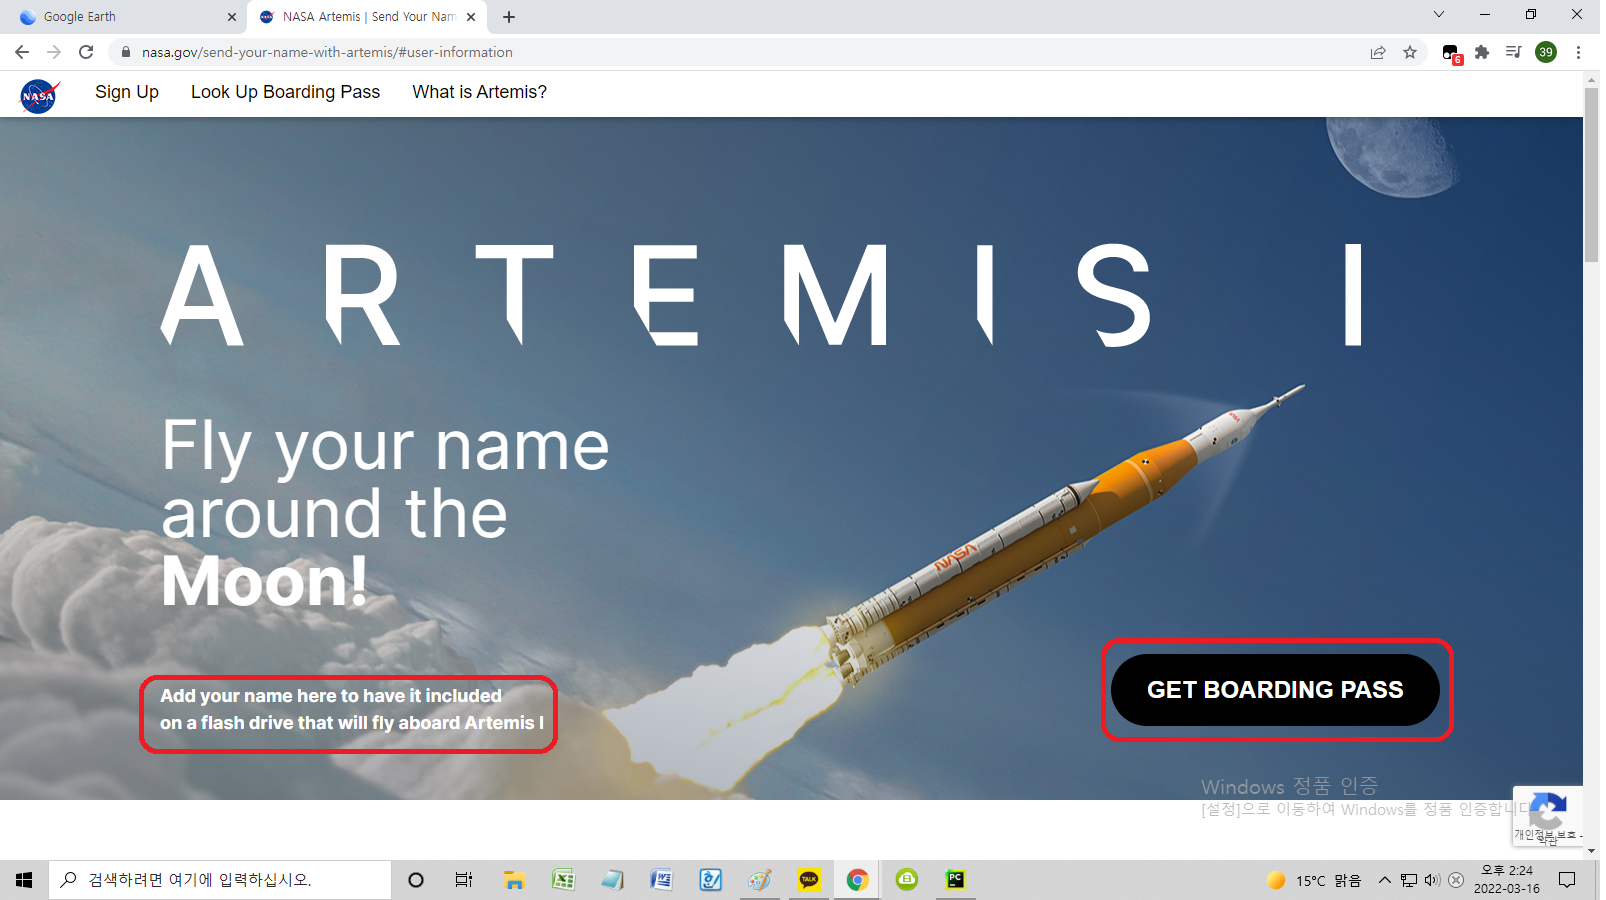 Google Earth
NASA Artemis | Send Your Nam
nasa.gov/send-your-name-with-artemis/#user-information
6
39
NASA
Sign Up
Look Up Boarding Pass
What is Artemis?
ARTEMIS I
Fly your name
around the
Moon!
NASA
Add your name here to have it included
on a flash drive that will fly aboard Artemis I
GET BOARDING PASS
Windows 정품 인증
[설정]으로 이동하여 Windows를 정품 인증합니다
개인정보 보호 -
약관
검색하려면 여기에 입력하십시오.
TALK
PC
15°C 맑음
오후 2:24
2022-03-16